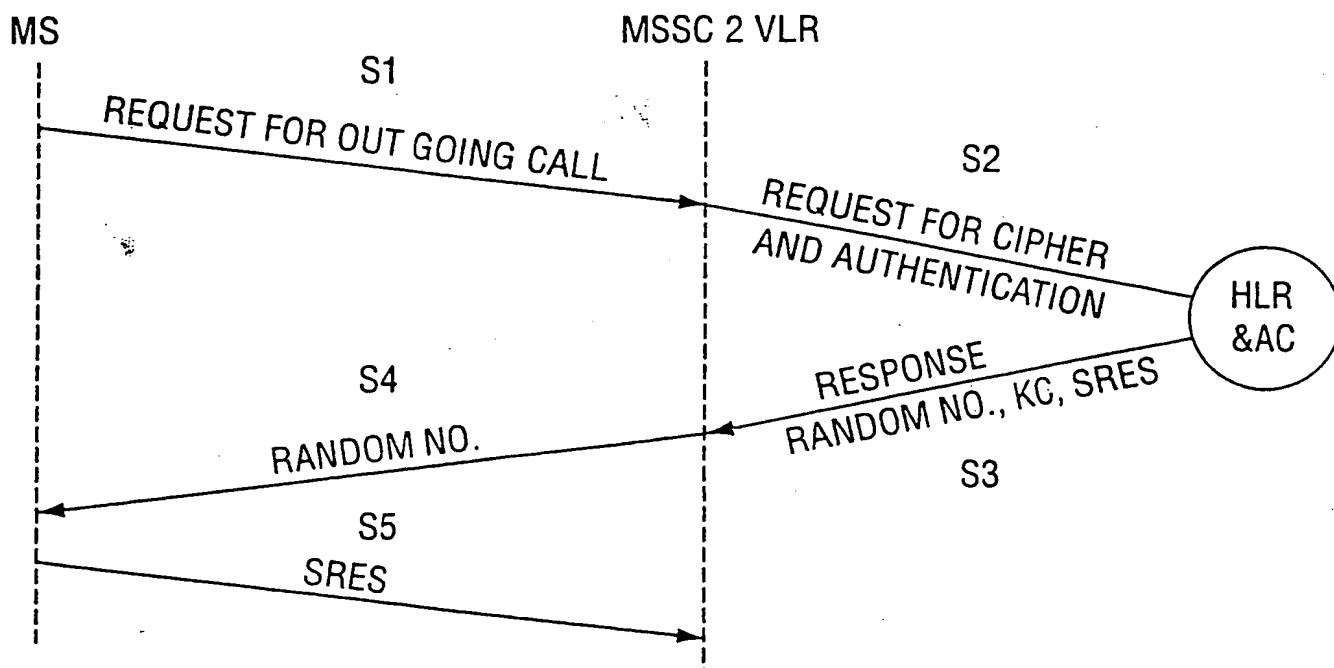 MS
MSSC 2 VLR
S1
REQUEST FOR OUT GOING CALL
S2
REQUEST FOR CIPHER
AND AUTHENTICATION
HLR
&AC
RESPONSE
RANDOM NO., KC, SRES
S3
S4
RANDOM NO.
S5
SRES